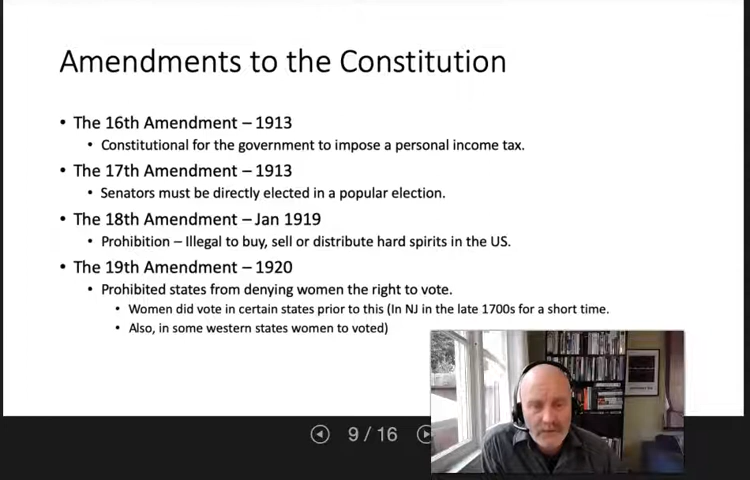 Amendments to the Constitution
• The 16th Amendment – 1913
• Constitutional for the government to impose a personal income tax.
• The 17th Amendment – 1913
• Senators must be directly elected in a popular election.
• The 18th Amendment – Jan 1919
• Prohibition – Illegal to buy, sell or distribute hard spirits in the US.
• The 19th Amendment – 1920
• Prohibited states from denying women the right to vote.
• Women did vote in certain states prior to this (In NJ in the late 1700s for a short time.
• Also, in some western states women to voted)
9 / 16